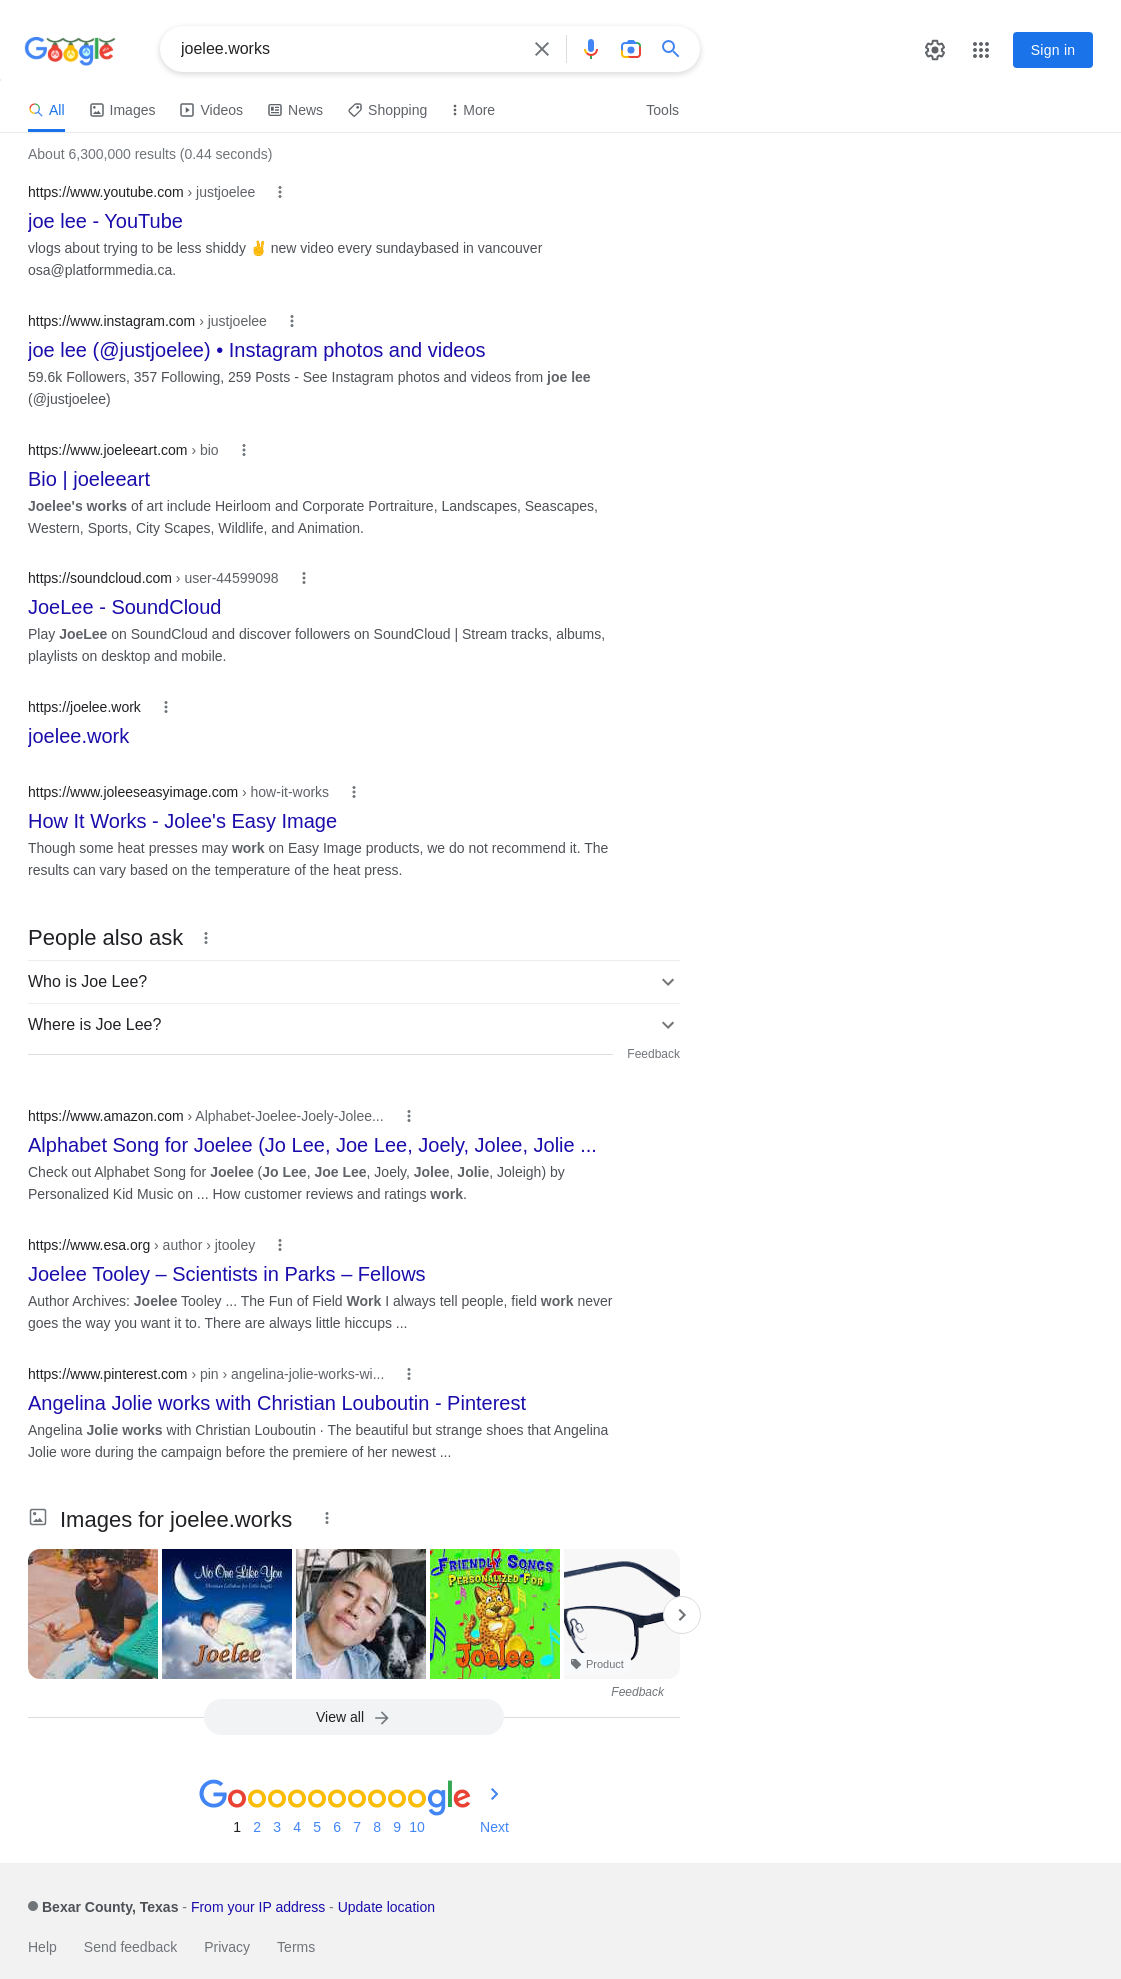 Google
joelee.works
Sign in
All
Images
Videos
News
Shopping
More
Tools
About 6,300,000 results (0.44 seconds)
https://www.youtube.com › justjoelee
joe lee - YouTube
vlogs about trying to be less shiddy ✌️ new video every sundaybased in vancouver
osa@platformmedia.ca.
https://www.instagram.com › justjoelee
joe lee (@justjoelee) • Instagram photos and videos
59.6k Followers, 357 Following, 259 Posts - See Instagram photos and videos from joe lee
(@justjoelee)
https://www.joeleeart.com › bio
Bio | joeleeart
Joelee's works of art include Heirloom and Corporate Portraiture, Landscapes, Seascapes,
Western, Sports, City Scapes, Wildlife, and Animation.
https://soundcloud.com › user-44599098
JoeLee - SoundCloud
Play JoeLee on SoundCloud and discover followers on SoundCloud | Stream tracks, albums,
playlists on desktop and mobile.
https://joelee.work
joelee.work
https://www.joleeseasyimage.com › how-it-works
How It Works - Jolee's Easy Image
Though some heat presses may work on Easy Image products, we do not recommend it. The
results can vary based on the temperature of the heat press.
People also ask
Who is Joe Lee?
Where is Joe Lee?
Feedback
https://www.amazon.com › Alphabet-Joelee-Joely-Jolee...
Alphabet Song for Joelee (Jo Lee, Joe Lee, Joely, Jolee, Jolie ...
Check out Alphabet Song for Joelee (Jo Lee, Joe Lee, Joely, Jolee, Jolie, Joleigh) by
Personalized Kid Music on ... How customer reviews and ratings work.
https://www.esa.org › author › jtooley
Joelee Tooley – Scientists in Parks – Fellows
Author Archives: Joelee Tooley ... The Fun of Field Work I always tell people, field work never
goes the way you want it to. There are always little hiccups ...
https://www.pinterest.com › pin › angelina-jolie-works-wi...
Angelina Jolie works with Christian Louboutin - Pinterest
Angelina Jolie works with Christian Louboutin · The beautiful but strange shoes that Angelina
Jolie wore during the campaign before the premiere of her newest ...
Images for joelee.works
No One Like You
Christian Lullabies for Little Angels
Joelee
FRIENDLY SONGS
PERSONALIZED FOR
Joelee
Product
Feedback
View all
Goooooooooogle
1 2 3 4 5 6 7 8 9 10 Next
Bexar County, Texas - From your IP address - Update location
Help
Send feedback
Privacy
Terms